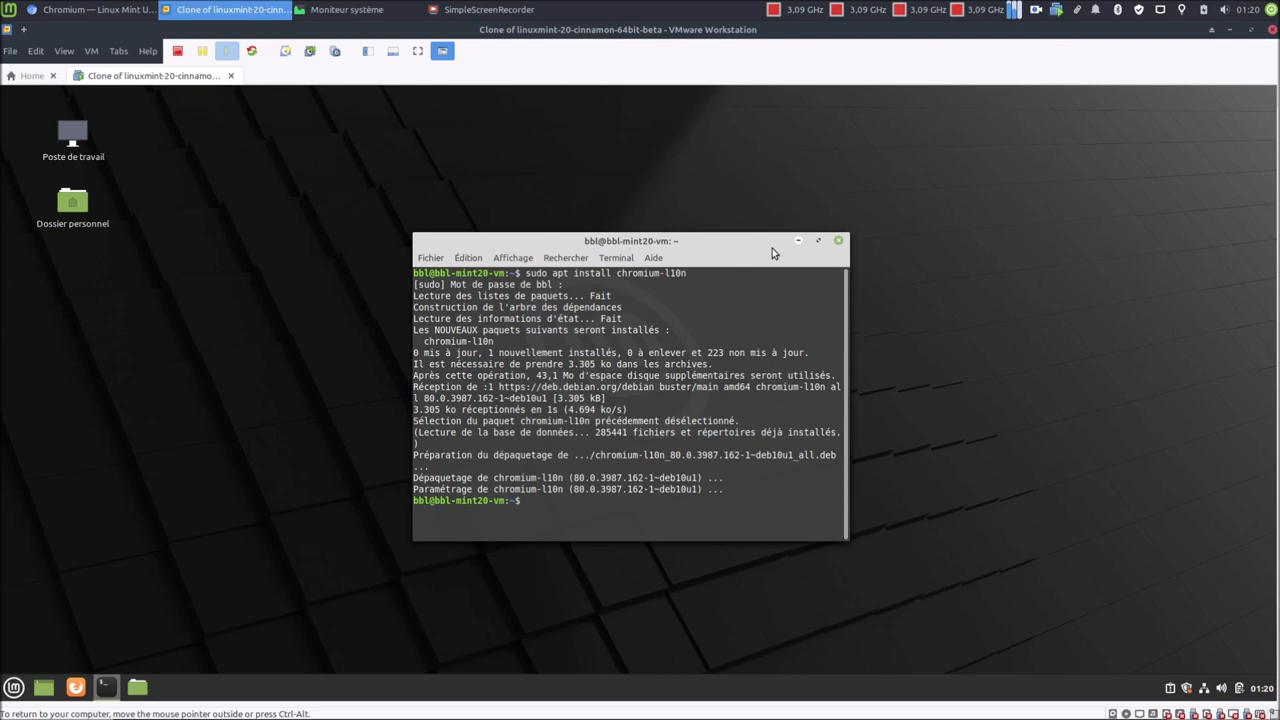 Chromium — Linux Mint U...
Clone of linuxmint-20-cinn...
Moniteur système
SimpleScreenRecorder
3,09 GHz
3,09 GHz
3,09 GHz
3,09 GHz
01:20
Clone of linuxmint-20-cinnamon-64bit-beta - VMware Workstation
File Edit View VM Tabs Help
Home
Clone of linuxmint-20-cinnamo...
Poste de travail
Dossier personnel
bbl@bbl-mint20-vm: ~
Fichier Édition Affichage Rechercher Terminal Aide
bbl@bbl-mint20-vm:~$ sudo apt install chromium-l10n
[sudo] Mot de passe de bbl :
Lecture des listes de paquets... Fait
Construction de l'arbre des dépendances
Lecture des informations d'état... Fait
Les NOUVEAUX paquets suivants seront installés :
chromium-l10n
0 mis à jour, 1 nouvellement installés, 0 à enlever et 223 non mis à jour.
Il est nécessaire de prendre 3.305 ko dans les archives.
Après cette opération, 43,1 Mo d'espace disque supplémentaires seront utilisés.
Réception de :1 https://deb.debian.org/debian buster/main amd64 chromium-l10n al
l 80.0.3987.162-1~deb10u1 [3.305 kB]
3.305 ko réceptionnés en 1s (4.694 ko/s)
Sélection du paquet chromium-l10n précédemment désélectionné.
(Lecture de la base de données... 285441 fichiers et répertoires déjà installés.
)
Préparation du dépaquetage de .../chromium-l10n_80.0.3987.162-1~deb10u1_all.deb
...
Dépaquetage de chromium-l10n (80.0.3987.162-1~deb10u1) ...
Paramétrage de chromium-l10n (80.0.3987.162-1~deb10u1) ...
bbl@bbl-mint20-vm:~$
01:20
To return to your computer, move the mouse pointer outside or press Ctrl-Alt.